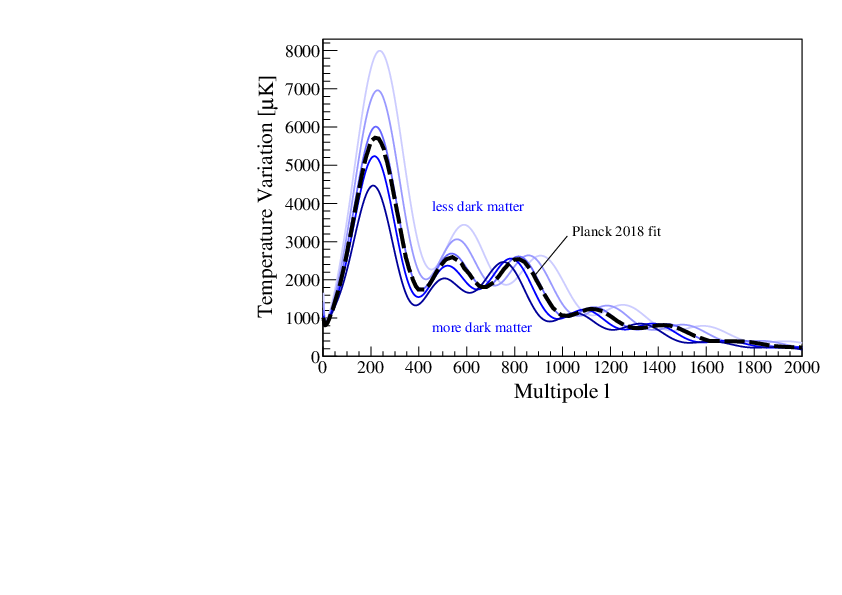 8000
7000
6000
5000
4000
3000
2000
1000
0
Temperature Variation [µK]
less dark matter
Planck 2018 fit
more dark matter
0 200 400 600 800 1000 1200 1400 1600 1800 2000
Multipole l